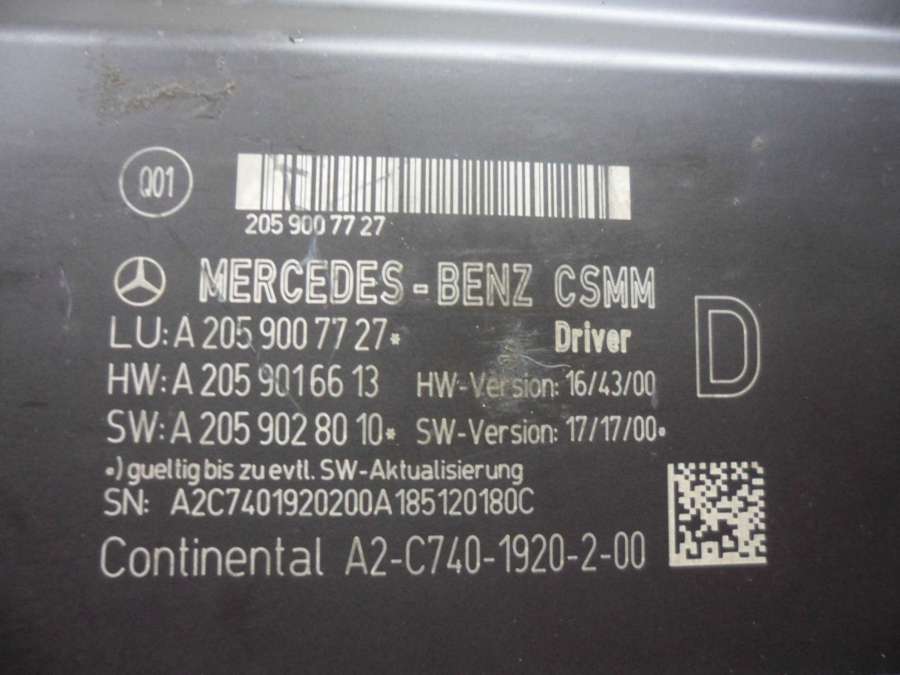 Q01
205 900 77 27
MERCEDES-BENZ CSMM
LU: A 205 900 77 27* Driver
D
HW: A 205 901 66 13 HW-Version: 16/43/00
SW: A 205 902 80 10* SW-Version: 17/17/00*
*) gueltig bis zu evtl. SW-Aktualisierung
SN: A2C7401920200A185120180C
Continental A2-C740-1920-2-00